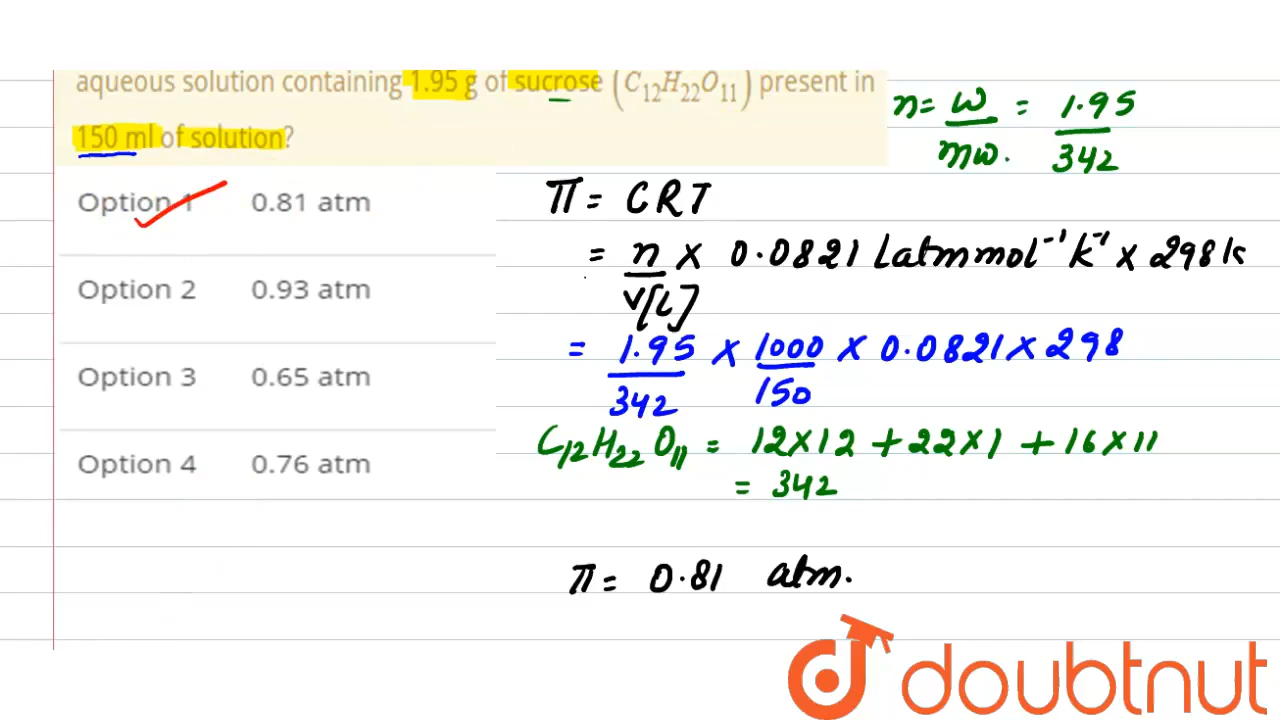 aqueous solution containing 1.95 g of sucrose (C₁₂H₂₂O₁₁) present in
150 ml of solution?
Option 1 0.81 atm
Option 2 0.93 atm
Option 3 0.65 atm
Option 4 0.76 atm
n = w/mw. = 1.95/342
π = CRT
= n/V[L] × 0.0821 L atm mol⁻¹ k⁻¹ × 298 k
= 1.95/342 × 1000/150 × 0.0821 × 298
C₁₂H₂₂O₁₁ = 12×12 + 22×1 + 16×11
= 342
π = 0.81 atm.
doubtnut